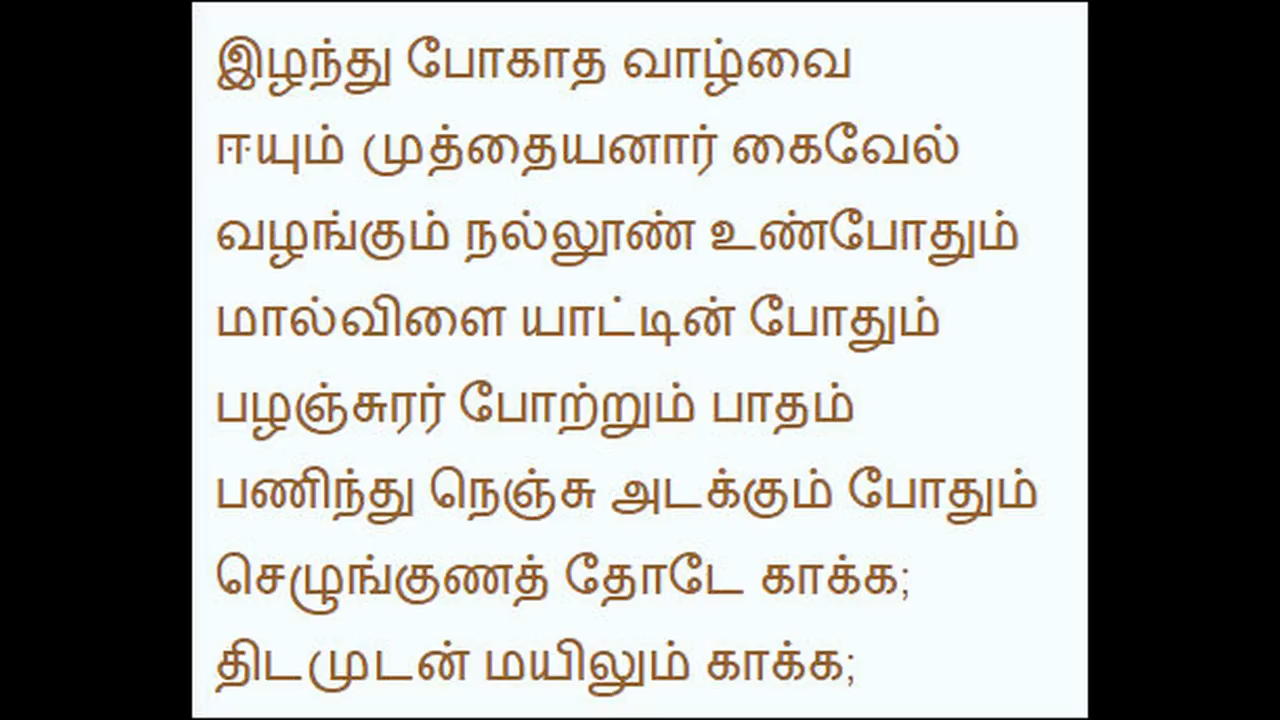 இழந்து போகாத வாழ்வை
ஈயும் முத்தையனார் கைவேல்
வழங்கும் நல்லூண் உண்போதும்
மால்விளை யாட்டின் போதும்
பழஞ்சுரர் போற்றும் பாதம்
பணிந்து நெஞ்சு அடக்கும் போதும்
செழுங்குணத் தோடே காக்க;
திடமுடன் மயிலும் காக்க;